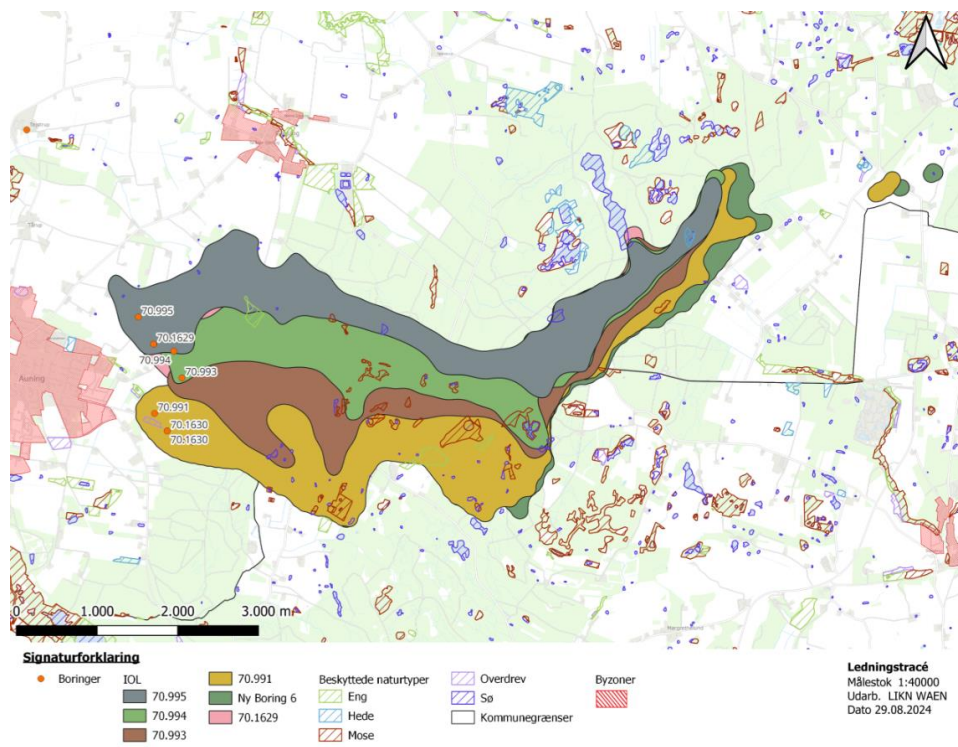 Auning
70.995
70.1629
70.994
70.993
70.991
70.1630
70.1630
0 1.000 2.000 3.000 m
Signaturforklaring
Boringer
IOL
70.995
70.994
70.993
70.991
Ny Boring 6
70.1629
Beskyttede naturtyper
Eng
Hede
Mose
Overdrev
Sø
Kommunegrænser
Byzoner
Ledningstracé
Målestok 1:40000
Udarb. LIKN WAEN
Dato 29.08.2024